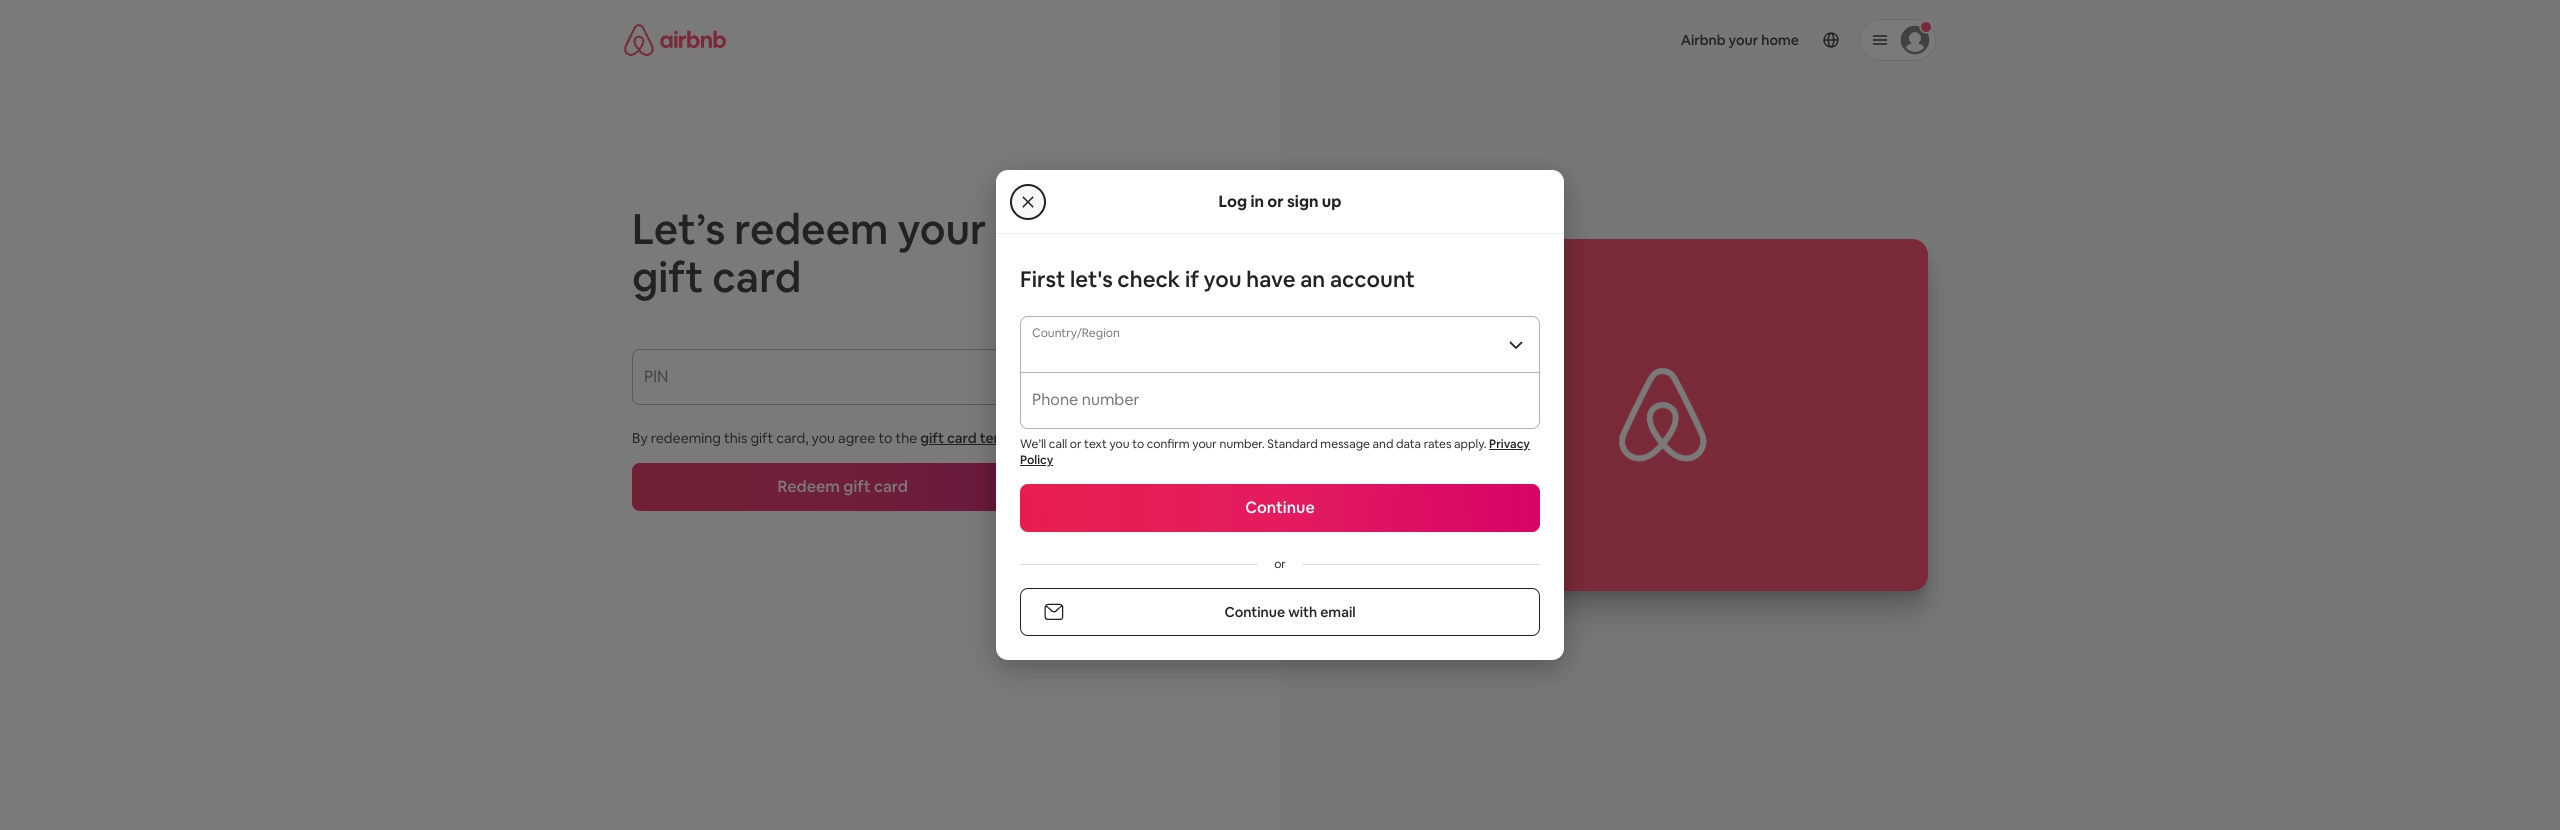 airbnb
Airbnb your home
Let’s redeem your
gift card
PIN
By redeeming this gift card, you agree to the gift card
Redeem gift card
Log in or sign up
First let's check if you have an account
Country/Region
Phone number
We'll call or text you to confirm your number. Standard message and data rates apply. Privacy
Policy
Continue
or
Continue with email